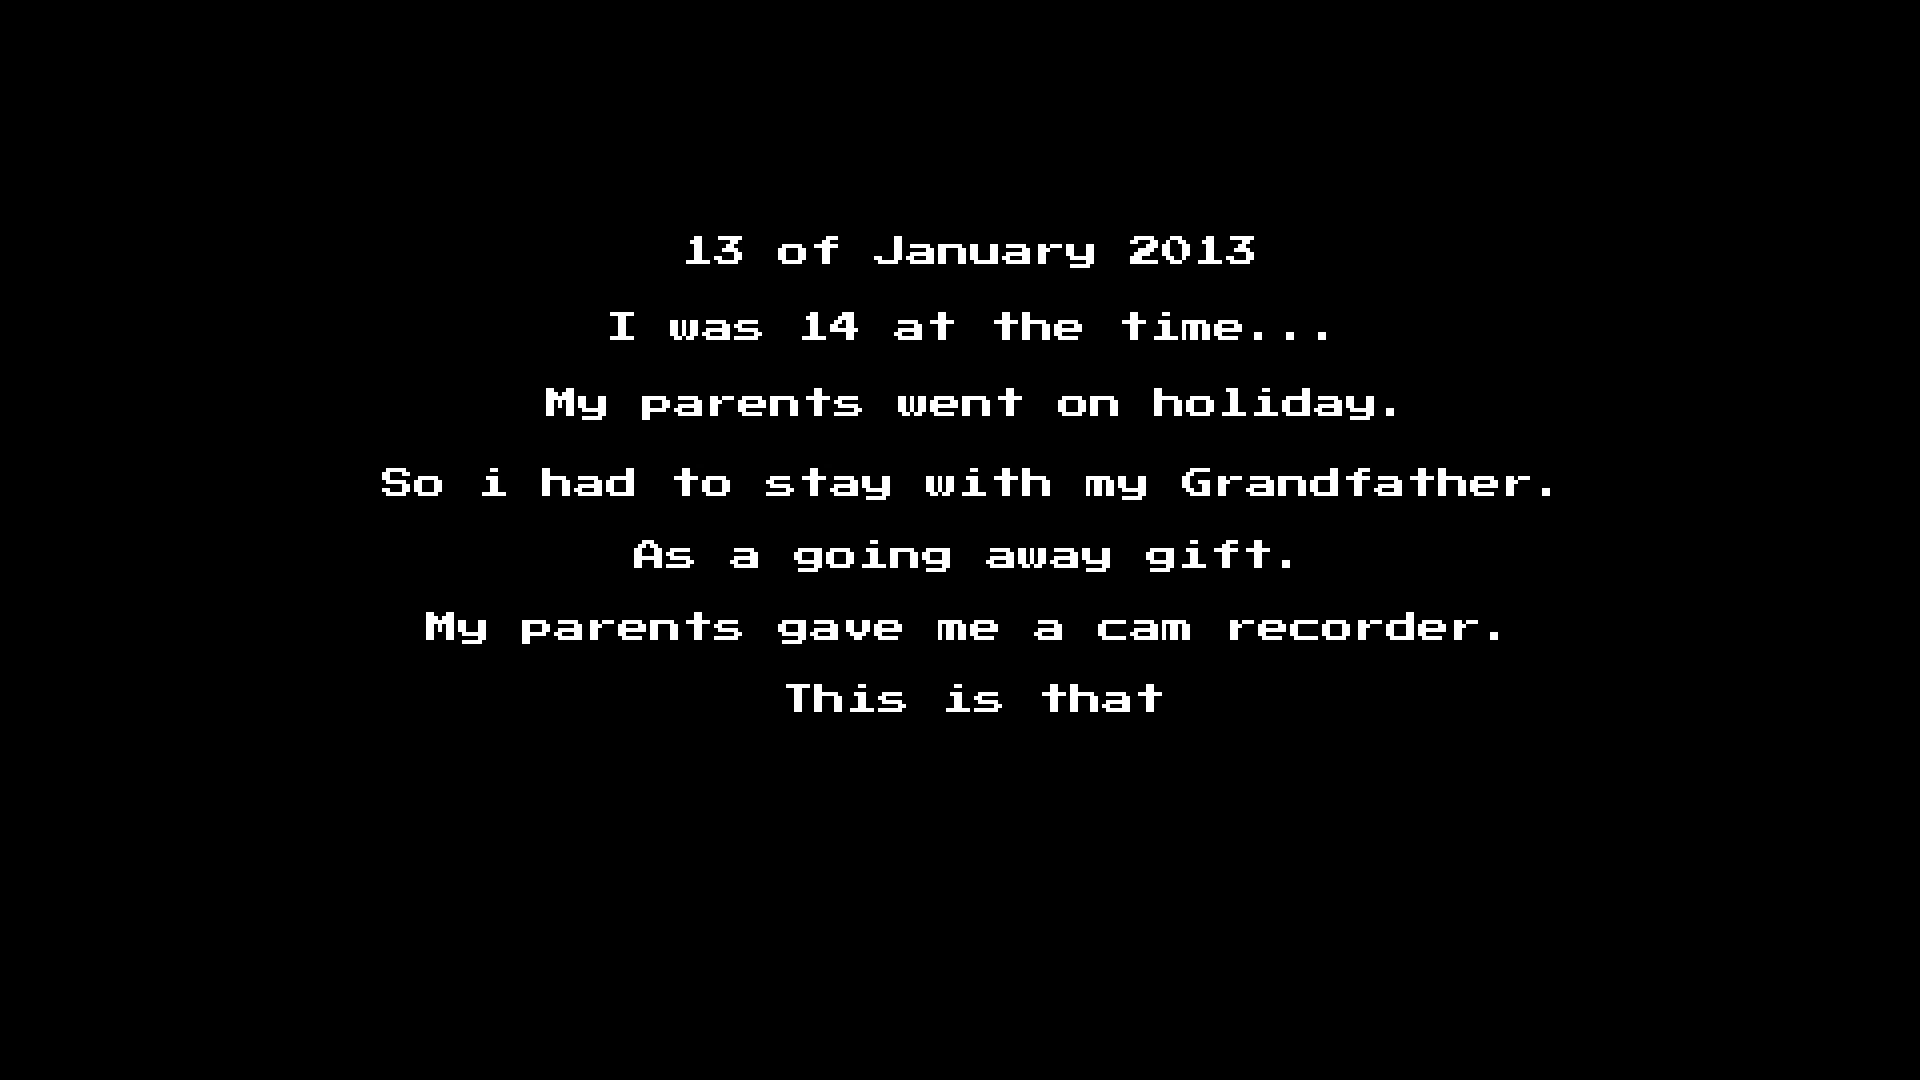 13 of January 2013
I was 14 at the time...
My parents went on holiday.
So i had to stay with my Grandfather.
As a going away gift.
My parents gave me a cam recorder.
This is that